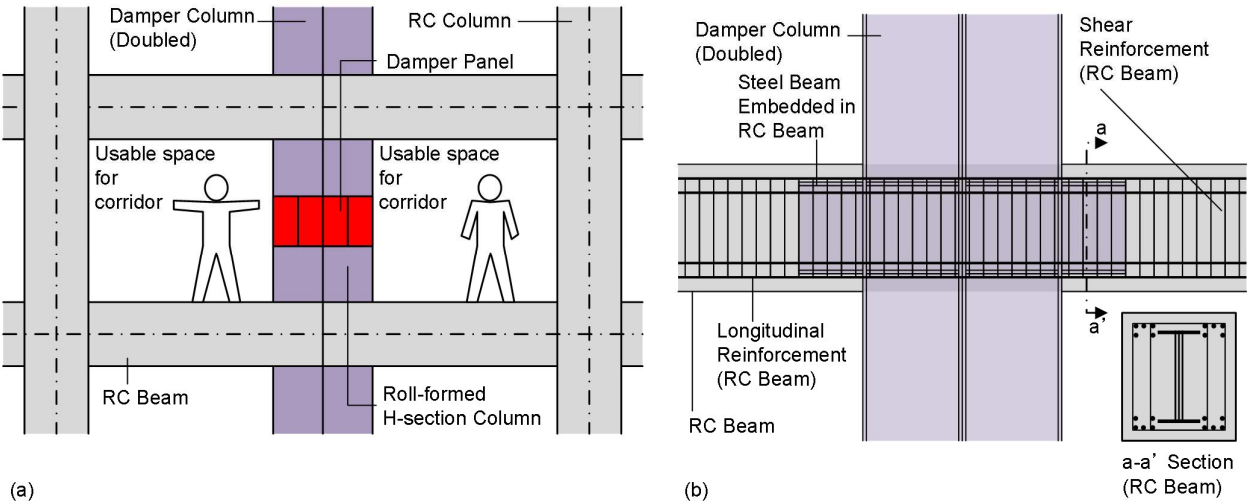 Damper Column
(Doubled)
RC Column
Damper Panel
Usable space
for
corridor
Usable space
for
corridor
RC Beam
Roll-formed
H-section Column
(a)
Damper Column
(Doubled)
Steel Beam
Embedded in
RC Beam
Shear
Reinforcement
(RC Beam)
a
a’
Longitudinal
Reinforcement
(RC Beam)
RC Beam
a-a’ Section
(RC Beam)
(b)